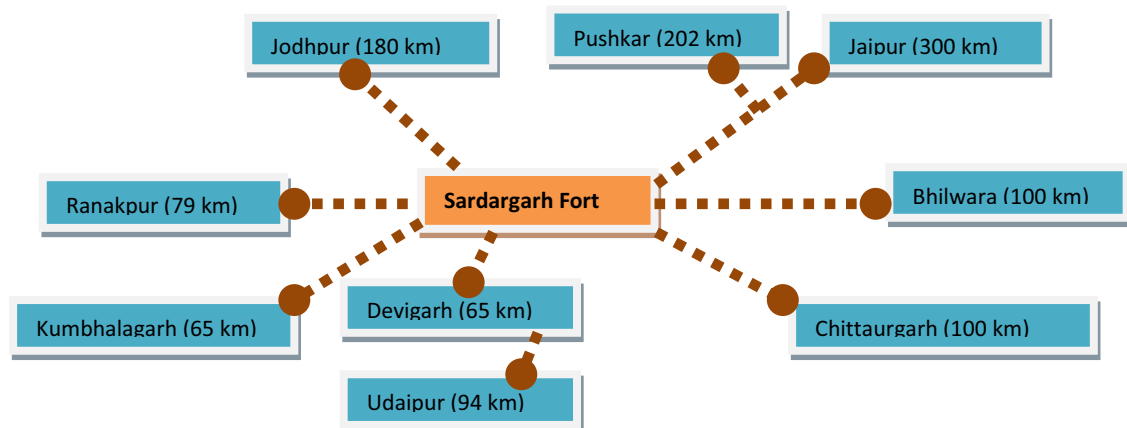 Jodhpur (180 km)
Pushkar (202 km)
Jaipur (300 km)
Ranakpur (79 km)
Sardargarh Fort
Bhilwara (100 km)
Kumbhalagarh (65 km)
Devigarh (65 km)
Chittaurgarh (100 km)
Udaipur (94 km)